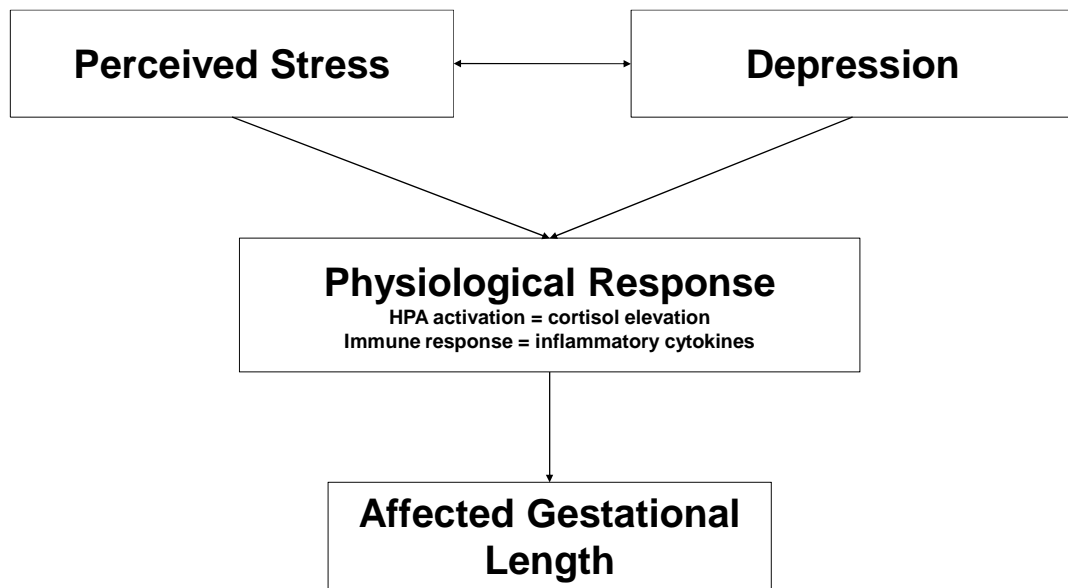 Perceived Stress
Depression
Physiological Response
HPA activation = cortisol elevation
Immune response = inflammatory cytokines
Affected Gestational
Length